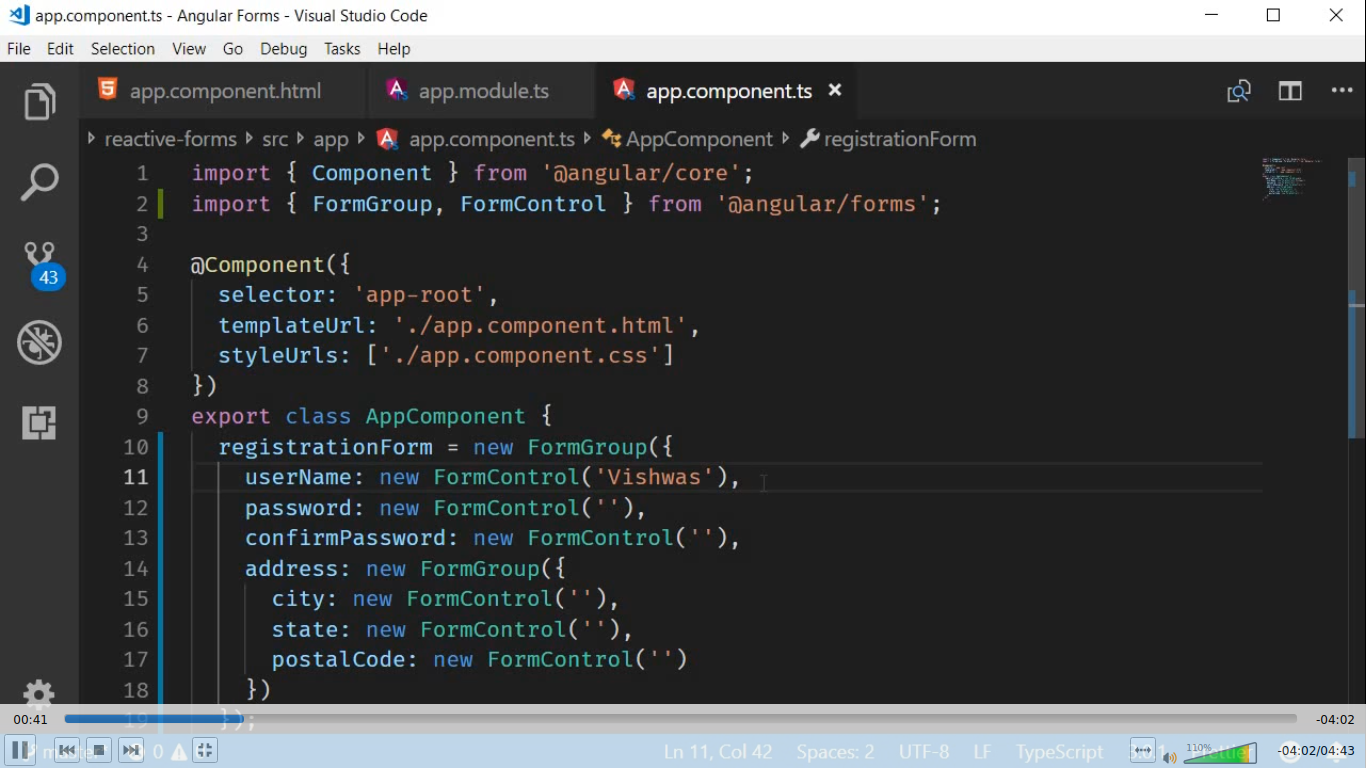 app.component.ts - Angular Forms - Visual Studio Code
File Edit Selection View Go Debug Tasks Help
app.component.html app.module.ts app.component.ts
reactive-forms src app app.component.ts AppComponent registrationForm
1 import { Component } from '@angular/core';
2 import { FormGroup, FormControl } from '@angular/forms';
3
4 @Component({
5 selector: 'app-root',
6 templateUrl: './app.component.html',
7 styleUrls: ['./app.component.css']
8 })
9 export class AppComponent {
10 registrationForm = new FormGroup({
11 userName: new FormControl('Vishwas'),
12 password: new FormControl(''),
13 confirmPassword: new FormControl(''),
14 address: new FormGroup({
15 city: new FormControl(''),
16 state: new FormControl(''),
17 postalCode: new FormControl('')
18 })
19 });
43
00:41 -04:02
0 Ln 11, Col 42 Spaces: 2 UTF-8 LF TypeScript 110% -04:02/04:43